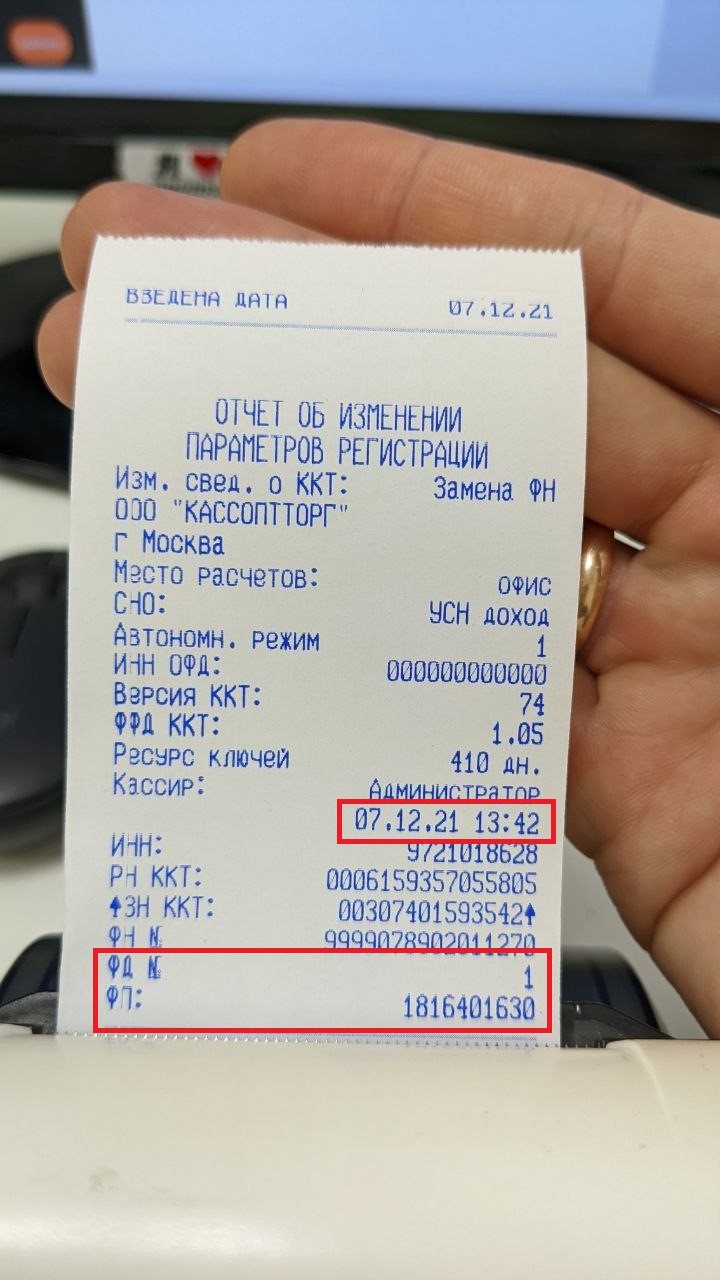 ВВЕДЕНА ДАТА 07.12.21
ОТЧЕТ ОБ ИЗМЕНЕНИИ
ПАРАМЕТРОВ РЕГИСТРАЦИИ
Изм. свед. о ККТ: Замена ФН
ООО "КАССОПТТОРГ"
г Москва
Место расчетов: офис
СНО: УСН доход
Автономн. режим 1
ИНН ОФД: 000000000000
Версия ККТ: 74
ФФД ККТ: 1.05
Ресурс ключей 410 дн.
Кассир: Администратор
07.12.21 13:42
ИНН: 9721018628
РН ККТ: 0006159357055805
↑ЗН ККТ: 00307401593542↑
ФН № 9999078902011270
ФД № 1
ФП: 1816401630